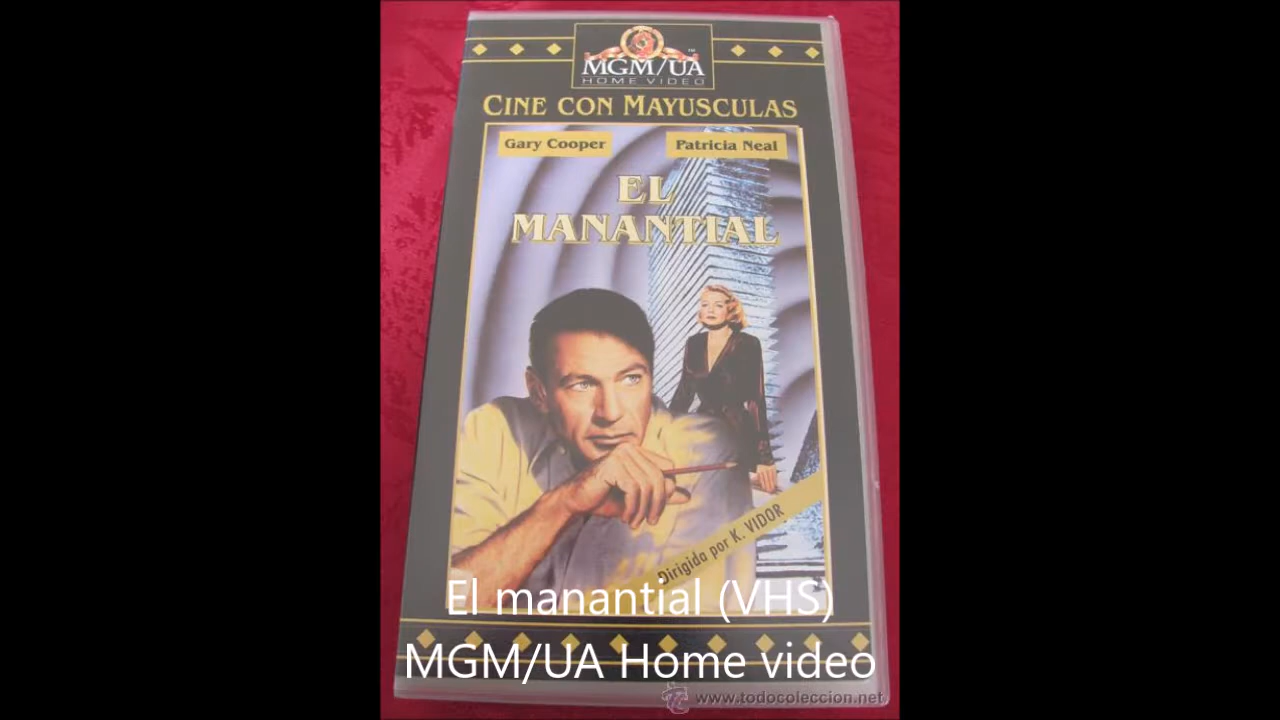 MGM/UA
HOME VIDEO
CINE CON MAYUSCULAS
Gary Cooper
Patricia Neal
EL
MANANTIAL
Dirigida por K. VIDOR
El manantial (VHS)
MGM/UA Home video
www.todocoleccion.net